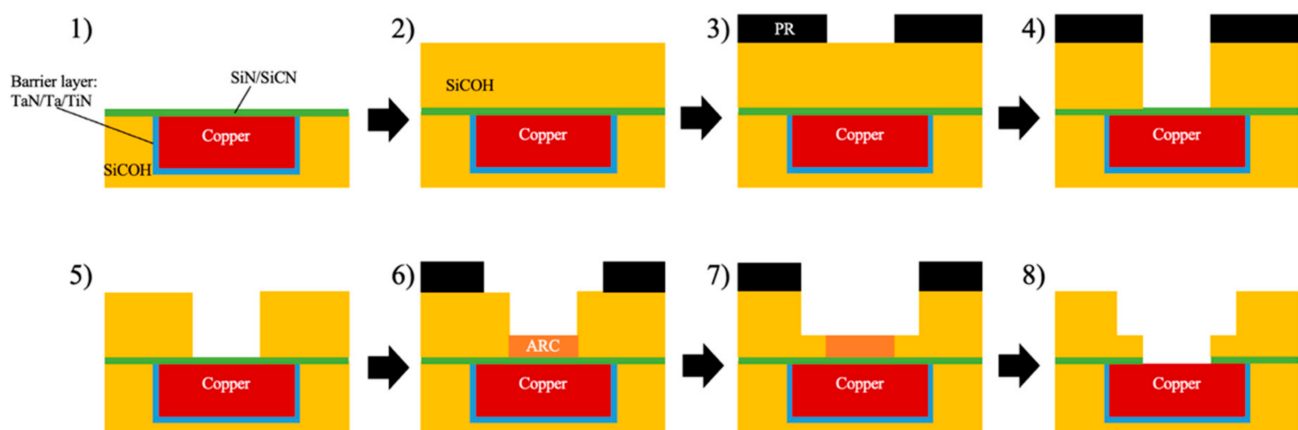 1)
2)
3)
4)
PR
SiN/SiCN
Barrier layer:
TaN/Ta/TiN
SiCOH
Copper
Copper
Copper
Copper
SiCOH
5)
6)
7)
8)
ARC
Copper
Copper
Copper
Copper